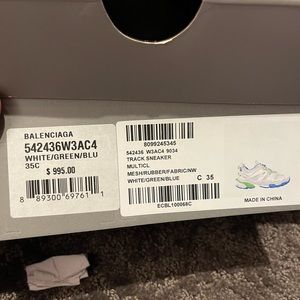 BALENCIAGA
542436W3AC4
WHITE/GREEN/BLU
35C
$ 995.00
8 89300 69761 1
8099245345
542436 W3AC4 9034
TRACK SNEAKER
MULTICL
MESH/RUBBER/FABRIC/NW
WHITE/GREEN/BLUE C 35
MADE IN CHINA
ECBL100068C